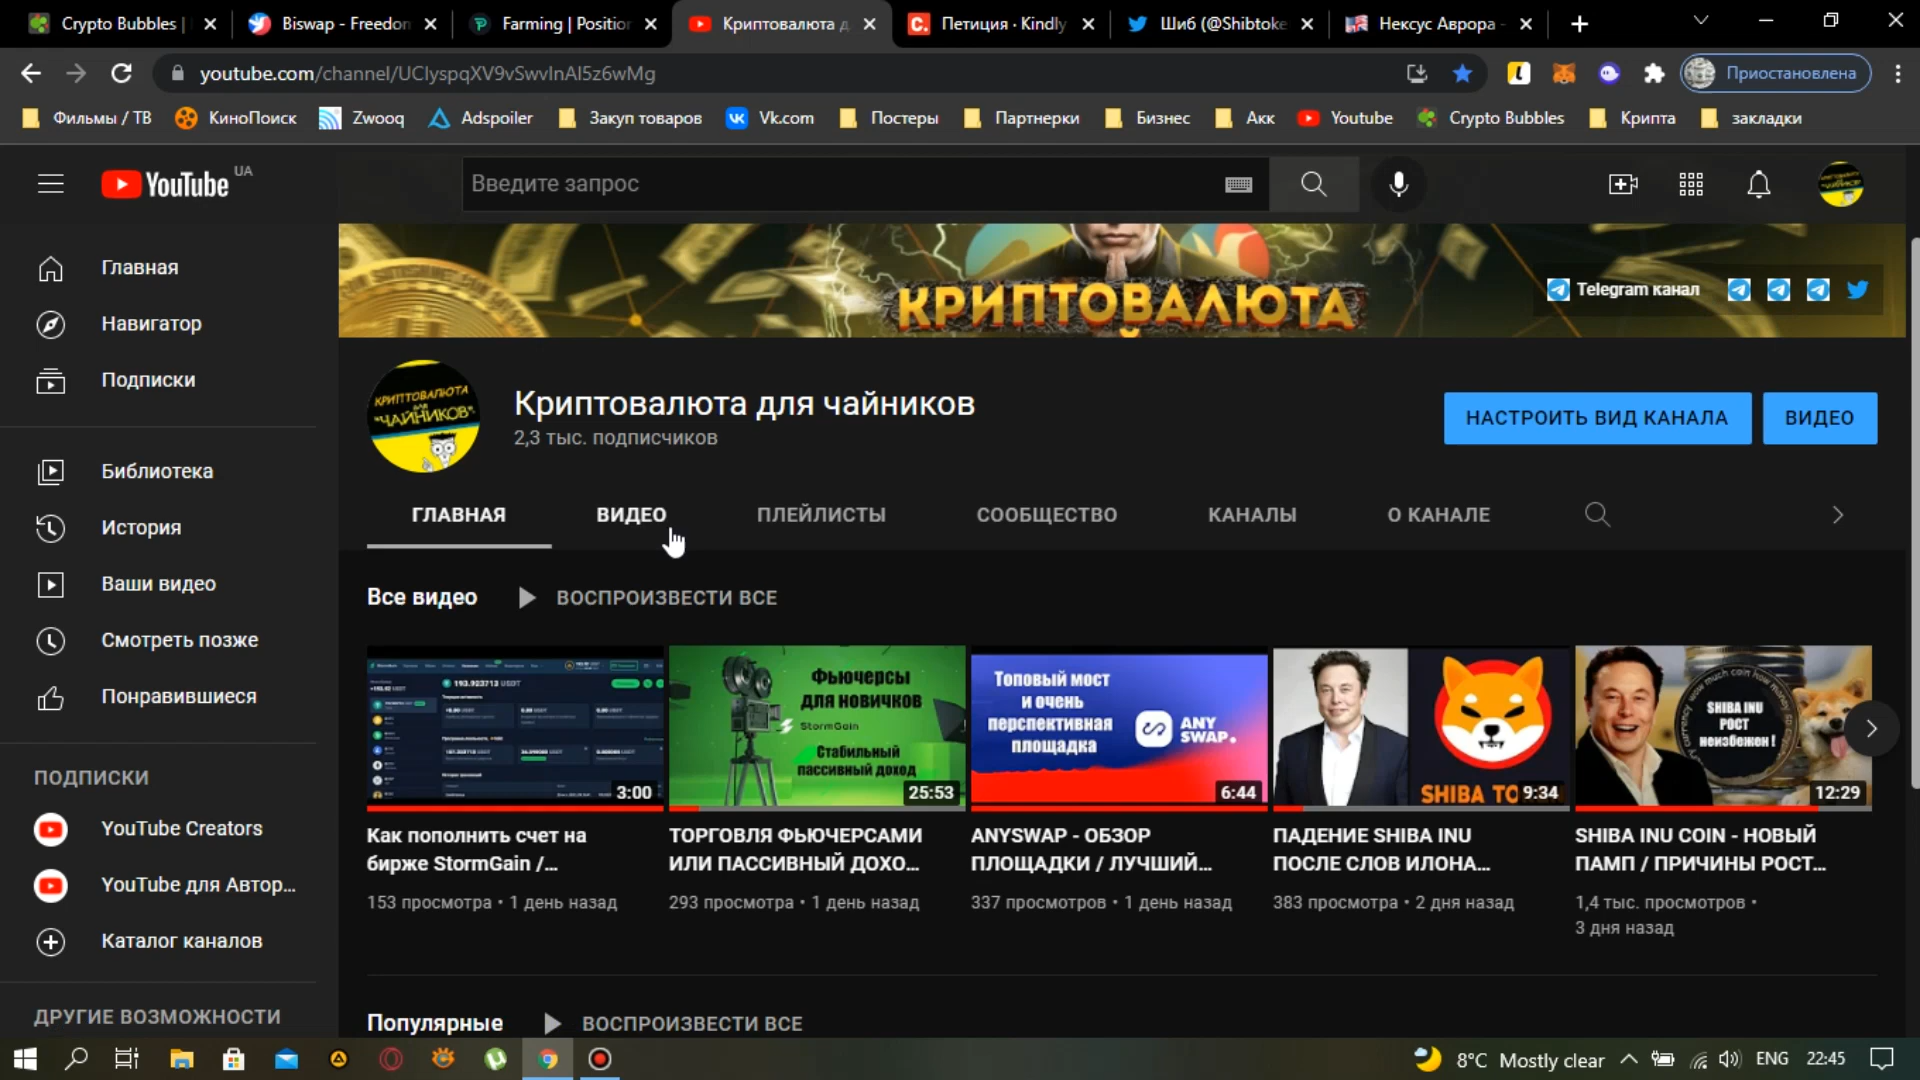 Crypto Bubbles |
Biswap - Freedom
Farming | Position
Криптовалюта д
Петиция · Kindly
Шиб (@Shibtoke
Нексус Аврора -
youtube.com/channel/UCIyspqXV9vSwvInAI5z6wMg
Приостановлена
Фильмы / ТВ
КиноПоиск
Zwooq
Adspoiler
Закуп товаров
Vk.com
Постеры
Партнерки
Бизнес
Акк
Youtube
Crypto Bubbles
Крипта
закладки
YouTube UA
Введите запрос
Главная
Навигатор
Подписки
Библиотека
История
Ваши видео
Смотреть позже
Понравившиеся
ПОДПИСКИ
YouTube Creators
YouTube для Автор...
Каталог каналов
ДРУГИЕ ВОЗМОЖНОСТИ
КРИПТОВАЛЮТА
Telegram канал
КРИПТОВАЛЮТА
ДЛЯ
"ЧАЙНИКОВ"
Криптовалюта для чайников
2,3 тыс. подписчиков
НАСТРОИТЬ ВИД КАНАЛА
ВИДЕО
ГЛАВНАЯ
ВИДЕО
ПЛЕЙЛИСТЫ
СООБЩЕСТВО
КАНАЛЫ
О КАНАЛЕ
Все видео
ВОСПРОИЗВЕСТИ ВСЕ
193.923713 USDT
3:00
Как пополнить счет на
бирже StormGain /...
153 просмотра • 1 день назад
Фьючерсы
для новичков
StormGain
Стабильный
пассивный доход
25:53
ТОРГОВЛЯ ФЬЮЧЕРСАМИ
ИЛИ ПАССИВНЫЙ ДОХО...
293 просмотра • 1 день назад
Топовый мост
и очень
перспективная
площадка
ANY
SWAP.
6:44
ANYSWAP - ОБЗОР
ПЛОЩАДКИ / ЛУЧШИЙ...
337 просмотров • 1 день назад
SHIBA TO
9:34
ПАДЕНИЕ SHIBA INU
ПОСЛЕ СЛОВ ИЛОНА...
383 просмотра • 2 дня назад
SHIBA INU
РОСТ
неизбежен !
12:29
SHIBA INU COIN - НОВЫЙ
ПАМП / ПРИЧИНЫ РОСТ...
1,4 тыс. просмотров •
3 дня назад
Популярные
ВОСПРОИЗВЕСТИ ВСЕ
8°C Mostly clear
ENG
22:45